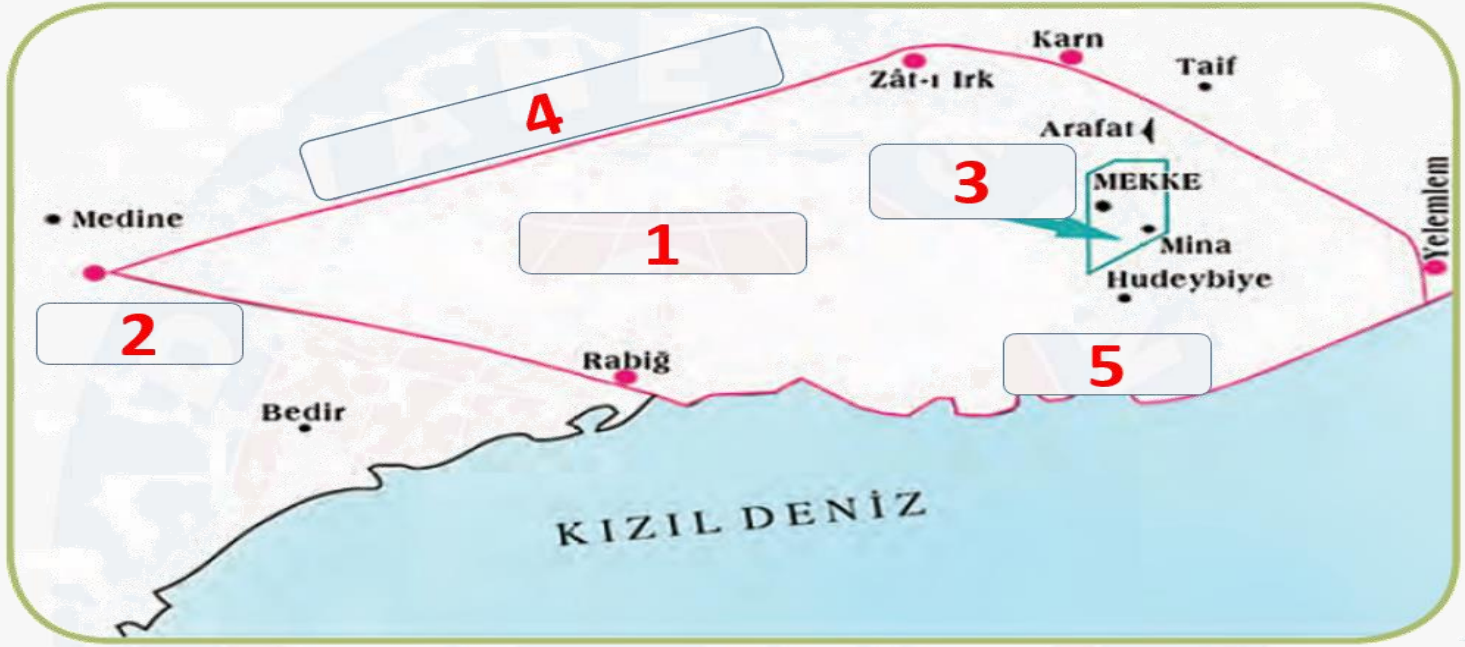 Karn
Taif
Zât-ı Irk
4
Arafat
3
MEKKE
Medine
1
Yelemlem
Mina
Hudeybiye
2
Rabiğ
5
Bedir
KIZIL DENİZ